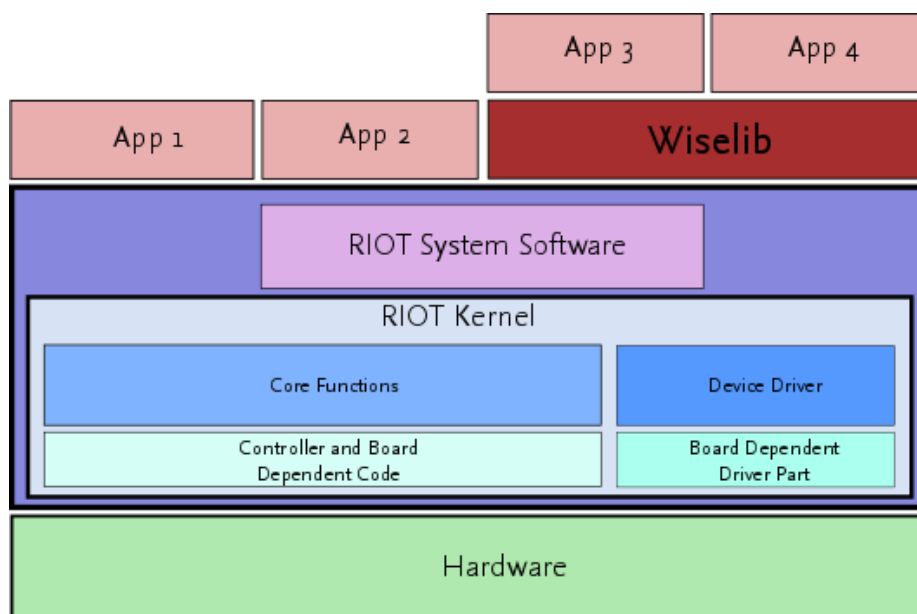 App 3
App 4
App 1
App 2
Wiselib
RIOT System Software
RIOT Kernel
Core Functions
Device Driver
Controller and Board
Dependent Code
Board Dependent
Driver Part
Hardware